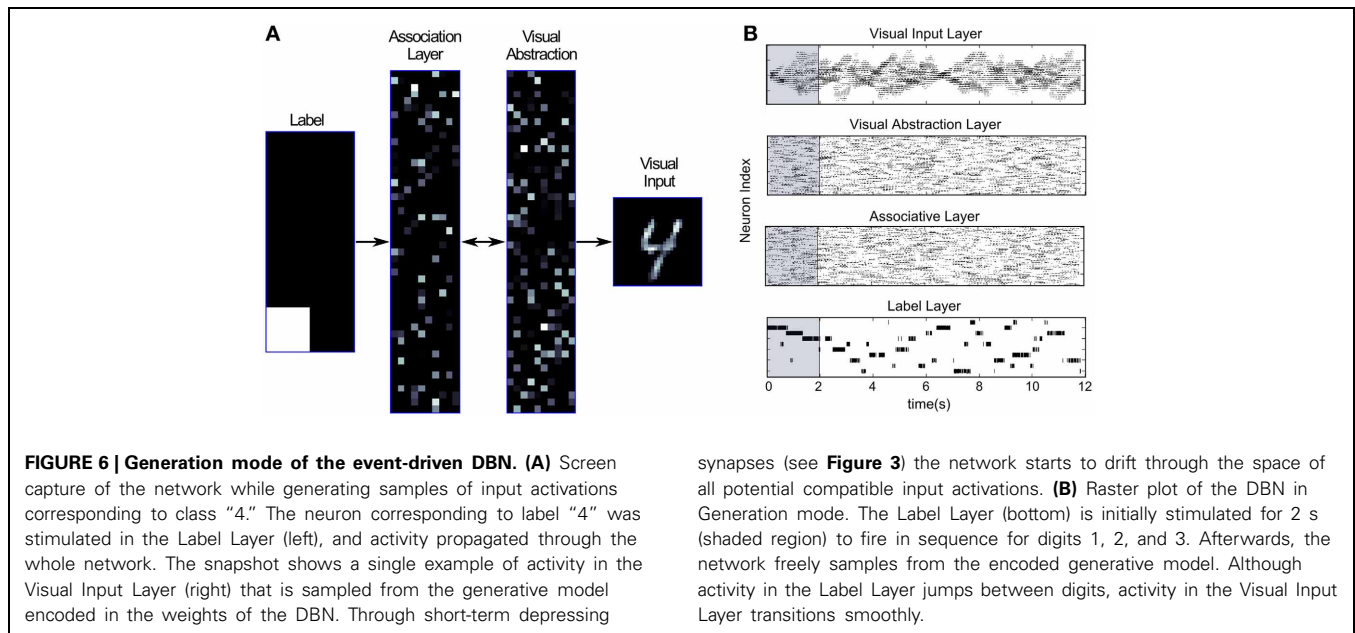 A
Association
Layer
Visual
Abstraction
Label
Visual
Input
B
Visual Input Layer
Visual Abstraction Layer
Associative Layer
Label Layer
Neuron Index
0 2 4 6 8 10 12
time(s)
FIGURE 6 | Generation mode of the event-driven DBN. (A) Screen
capture of the network while generating samples of input activations
corresponding to class “4.” The neuron corresponding to label “4” was
stimulated in the Label Layer (left), and activity propagated through the
whole network. The snapshot shows a single example of activity in the
Visual Input Layer (right) that is sampled from the generative model
encoded in the weights of the DBN. Through short-term depressing
synapses (see Figure 3) the network starts to drift through the space of
all potential compatible input activations. (B) Raster plot of the DBN in
Generation mode. The Label Layer (bottom) is initially stimulated for 2 s
(shaded region) to fire in sequence for digits 1, 2, and 3. Afterwards, the
network freely samples from the encoded generative model. Although
activity in the Label Layer jumps between digits, activity in the Visual Input
Layer transitions smoothly.